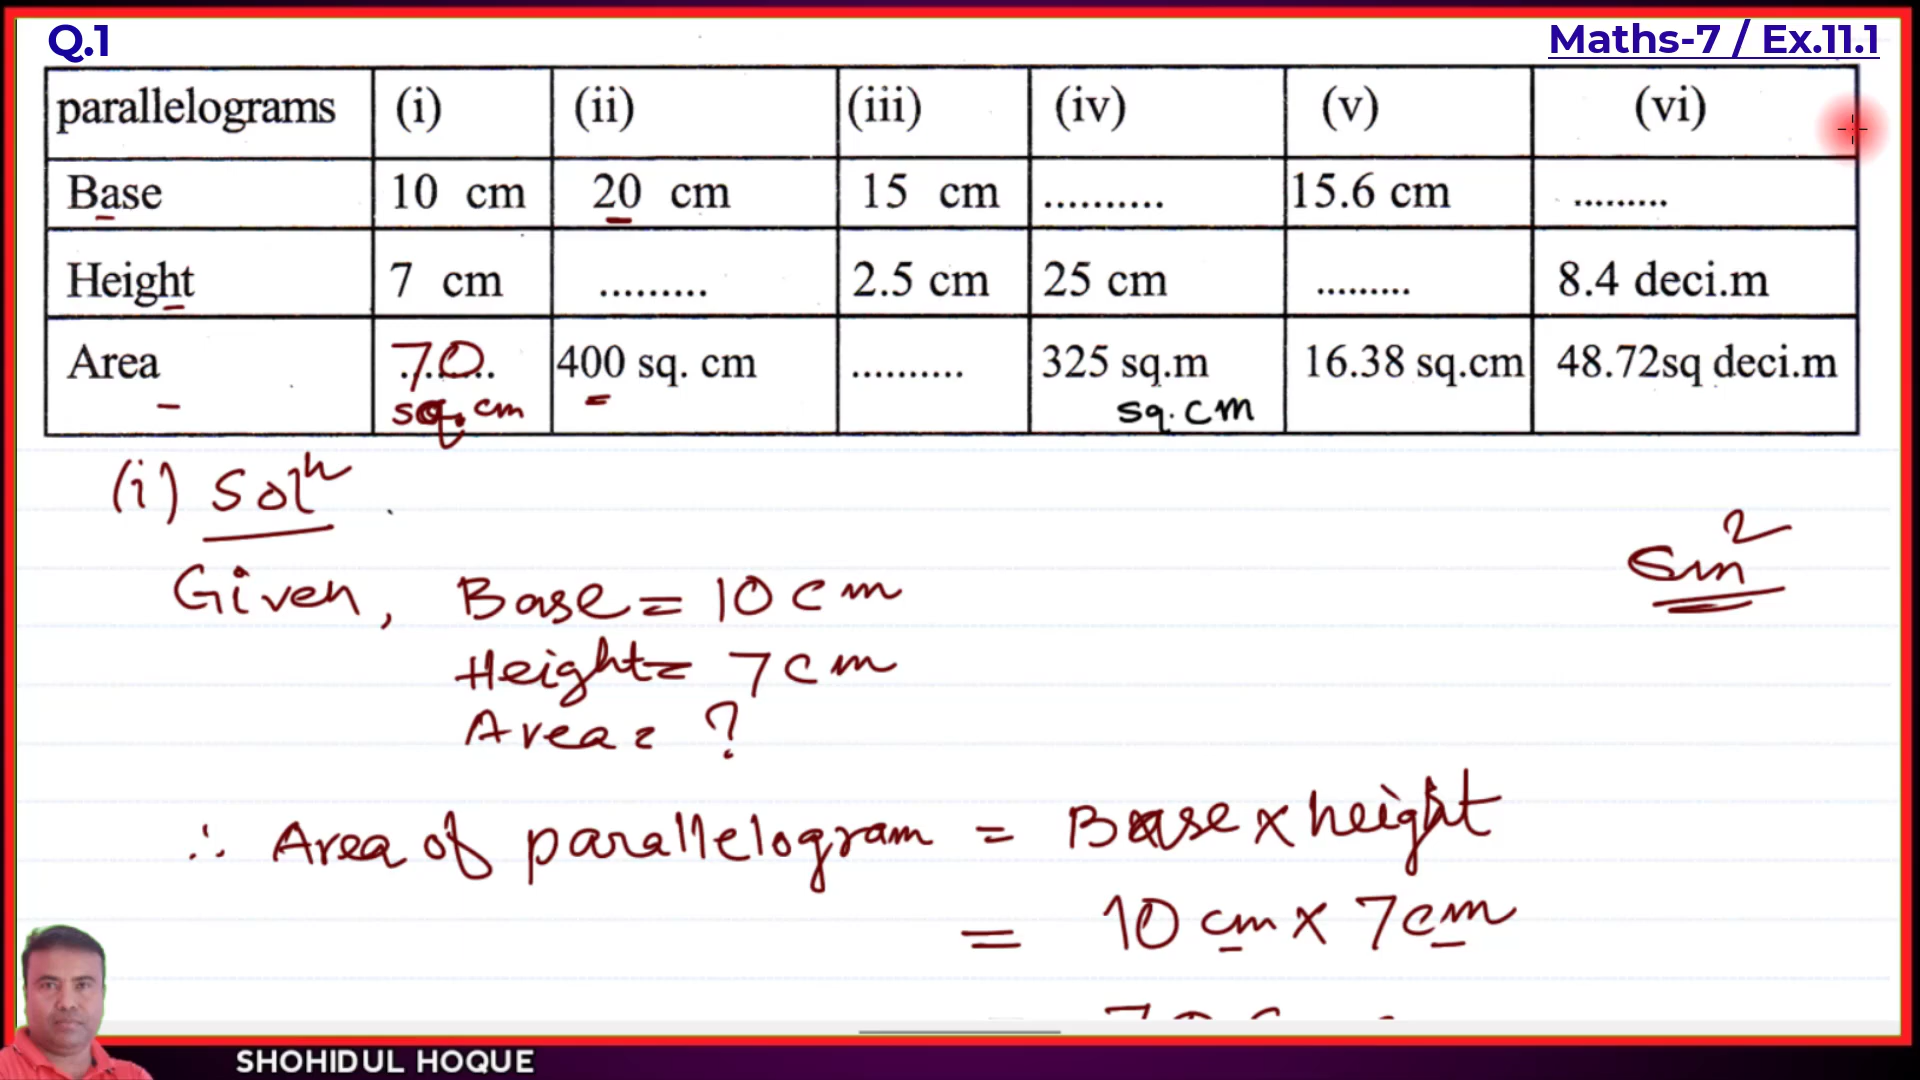 Q.1
Maths-7 / Ex.11.1
parallelograms (i) (ii) (iii) (iv) (v) (vi)
Base 10 cm 20 cm 15 cm .......... 15.6 cm .........
Height 7 cm ......... 2.5 cm 25 cm ......... 8.4 deci.m
Area 70 400 sq. cm .......... 325 sq.m 16.38 sq.cm 48.72sq deci.m
sq. cm sq. cm
(i) Solⁿ
Given, Base = 10 cm
Height = 7 cm
Area = ?
∴ Area of parallelogram = Base × height
= 10 cm × 7 cm
SHOHIDUL HOQUE